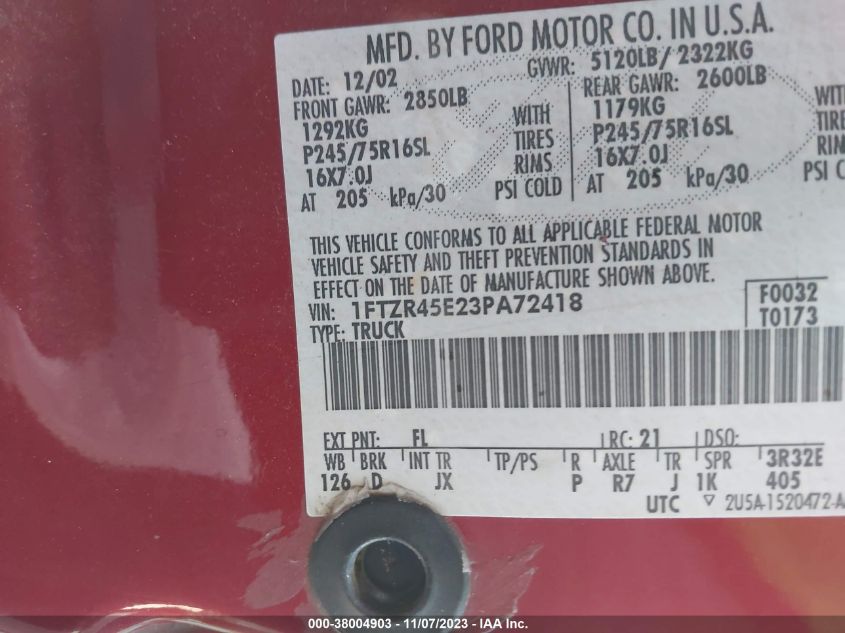 MFD. BY FORD MOTOR CO. IN U.S.A.
DATE: 12/02 GVWR: 5120LB/ 2322KG
FRONT GAWR: 2850LB REAR GAWR: 2600LB
1292KG WITH 1179KG WIT
P245/75R16SL TIRES P245/75R16SL TIRE
16X7.0J RIMS 16X7.0J RIM
AT 205 kPa/30 PSI COLD AT 205 kPa/30 PSI C
THIS VEHICLE CONFORMS TO ALL APPLICABLE FEDERAL MOTOR
VEHICLE SAFETY AND THEFT PREVENTION STANDARDS IN
EFFECT ON THE DATE OF MANUFACTURE SHOWN ABOVE.
VIN: 1FTZR45E23PA72418 F0032
TYPE: TRUCK T0173
EXT PNT: FL RC: 21 DSO:
WB BRK INT TR TP/PS R AXLE TR SPR 3R32E
126 D JX P R7 J 1K 405
UTC ▽ 2U5A-1520472-A
000-38004903 - 11/07/2023 - IAA Inc.